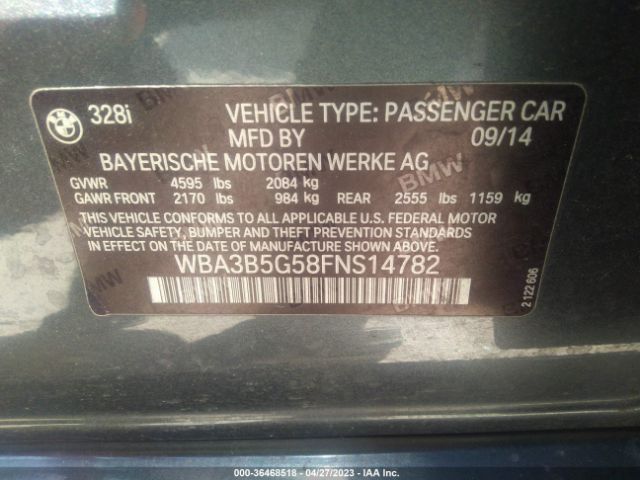 328i VEHICLE TYPE: PASSENGER CAR
MFD BY 09/14
BAYERISCHE MOTOREN WERKE AG
GVWR 4595 lbs 2084 kg
GAWR FRONT 2170 lbs 984 kg REAR 2555 lbs 1159 kg
THIS VEHICLE CONFORMS TO ALL APPLICABLE U.S. FEDERAL MOTOR
VEHICLE SAFETY, BUMPER AND THEFT PREVENTION STANDARDS
IN EFFECT ON THE DATE OF MANUFACTURE SHOWN ABOVE.
WBA3B5G58FNS14782
2 122 606
000-36468518 - 04/27/2023 - IAA Inc.